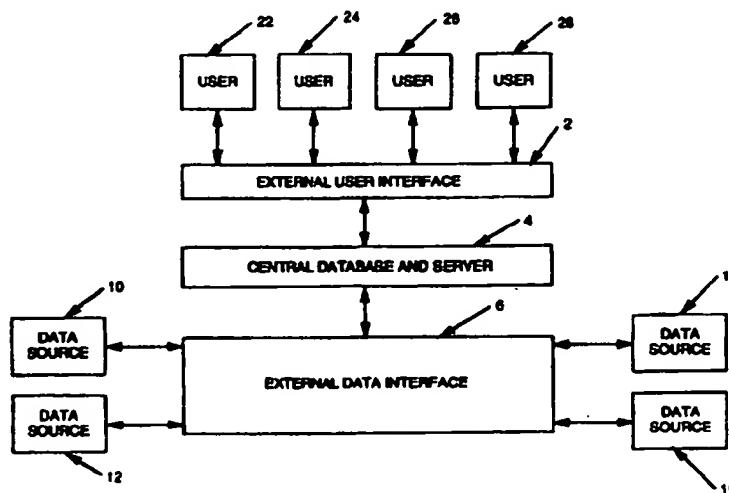 22
24
26
28
USER
USER
USER
USER
2
EXTERNAL USER INTERFACE
4
CENTRAL DATABASE AND SERVER
10
6
DATA
SOURCE
EXTERNAL DATA INTERFACE
DATA
SOURCE
DATA
SOURCE
DATA
SOURCE
12